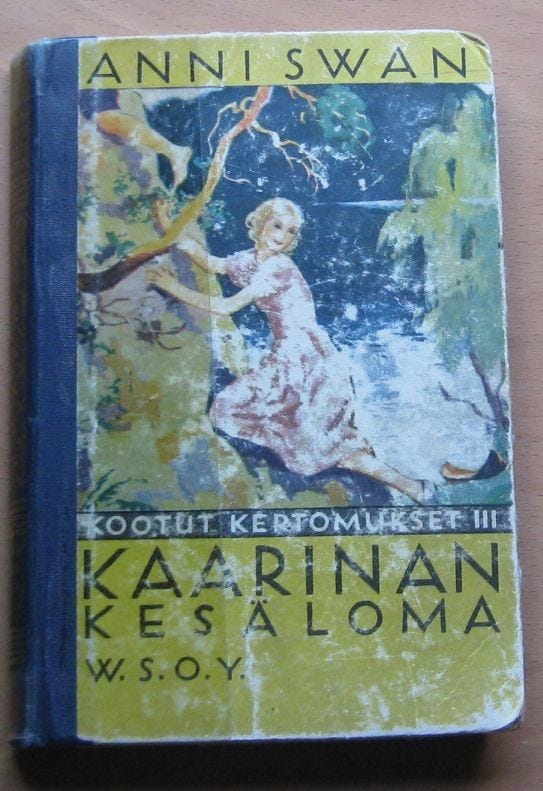 ANNI SWAN
KOOTUT KERTOMUKSET III
KAARINAN
KESÄLOMA
W.S.O.Y.